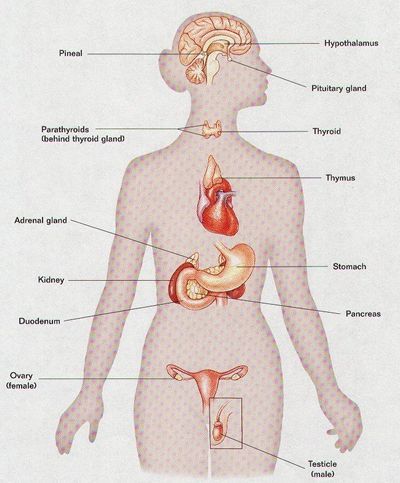 Hypothalamus
Pineal
Pituitary gland
Parathyroids
(behind thyroid gland)
Thyroid
Thymus
Adrenal gland
Stomach
Kidney
Pancreas
Duodenum
Ovary
(female)
Testicle
(male)